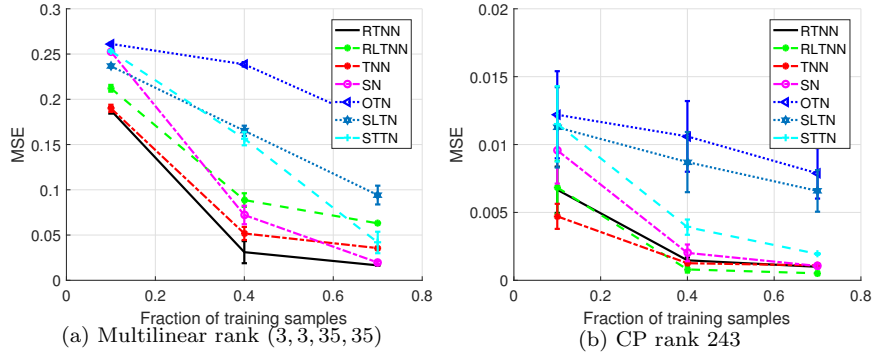 0.3
0.25
0.2
0.15
0.1
0.05
0
MSE
0 0.2 0.4 0.6 0.8
Fraction of training samples
RTNN
RLTNN
TNN
SN
OTN
SLTN
STTN
(a) Multilinear rank (3, 3, 35, 35)
0.02
0.015
0.01
0.005
0
MSE
0 0.2 0.4 0.6 0.8
Fraction of training samples
RTNN
RLTNN
TNN
SN
OTN
SLTN
STTN
(b) CP rank 243